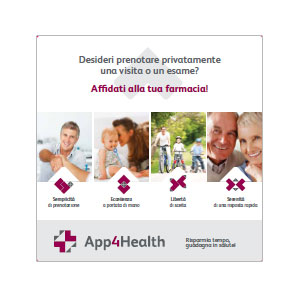 Desideri prenotare privatamente
una visita o un esame?
Affidati alla tua farmacia!
Semplicità
di prenotazione
Esistenza
a portata di mano
Libertà
di scelta
Serenità
di una risposta rapida
App4Health
Risparmia tempo,
guadagna in salute!